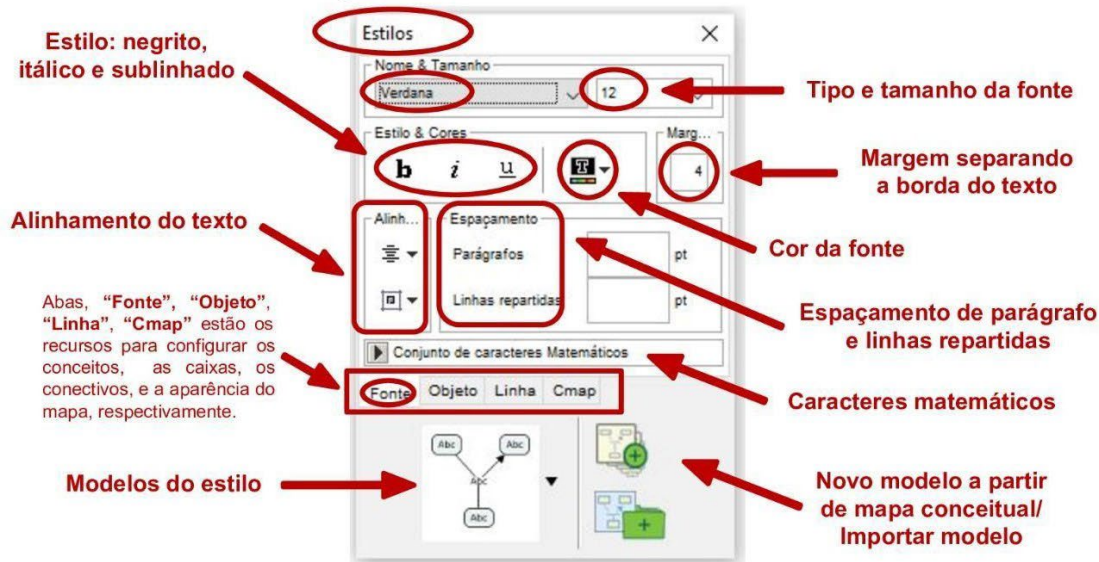 Estilo: negrito,
itálico e sublinhado
Alinhamento do texto
Abas, “Fonte”, “Objeto”,
“Linha”, “Cmap” estão os
recursos para configurar os
conceitos, as caixas, os
conectivos, e a aparência do
mapa, respectivamente.
Modelos do estilo
Estilos
Nome & Tamanho
Verdana
12
Estilo & Cores
Marg...
b i u T
4
Alinh...
Espaçamento
Parágrafos
pt
Linhas repartidas
pt
Conjunto de caracteres Matemáticos
Fonte Objeto Linha Cmap
Abc Abc
Abc
Abc
Tipo e tamanho da fonte
Margem separando
a borda do texto
Cor da fonte
Espaçamento de parágrafo
e linhas repartidas
Caracteres matemáticos
Novo modelo a partir
de mapa conceitual/
Importar modelo